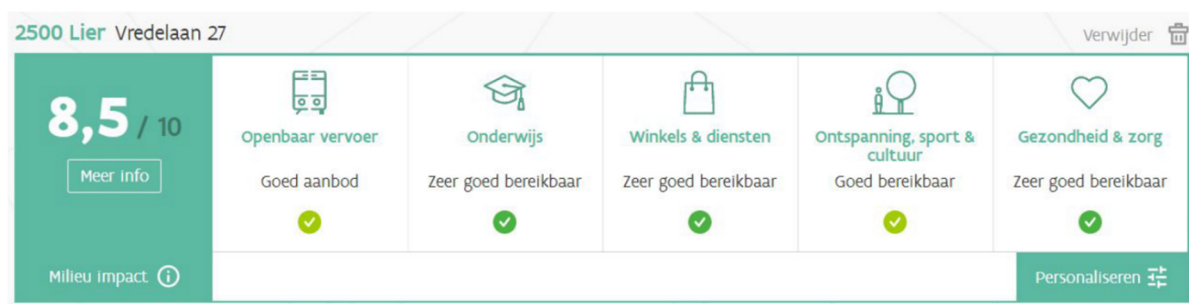 2500 Lier Vredelaan 27
Verwijder
8,5 / 10
Meer info
Openbaar vervoer
Goed aanbod
Onderwijs
Zeer goed bereikbaar
Winkels & diensten
Zeer goed bereikbaar
Ontspanning, sport &
cultuur
Goed bereikbaar
Gezondheid & zorg
Zeer goed bereikbaar
Milieu impact
Personaliseren